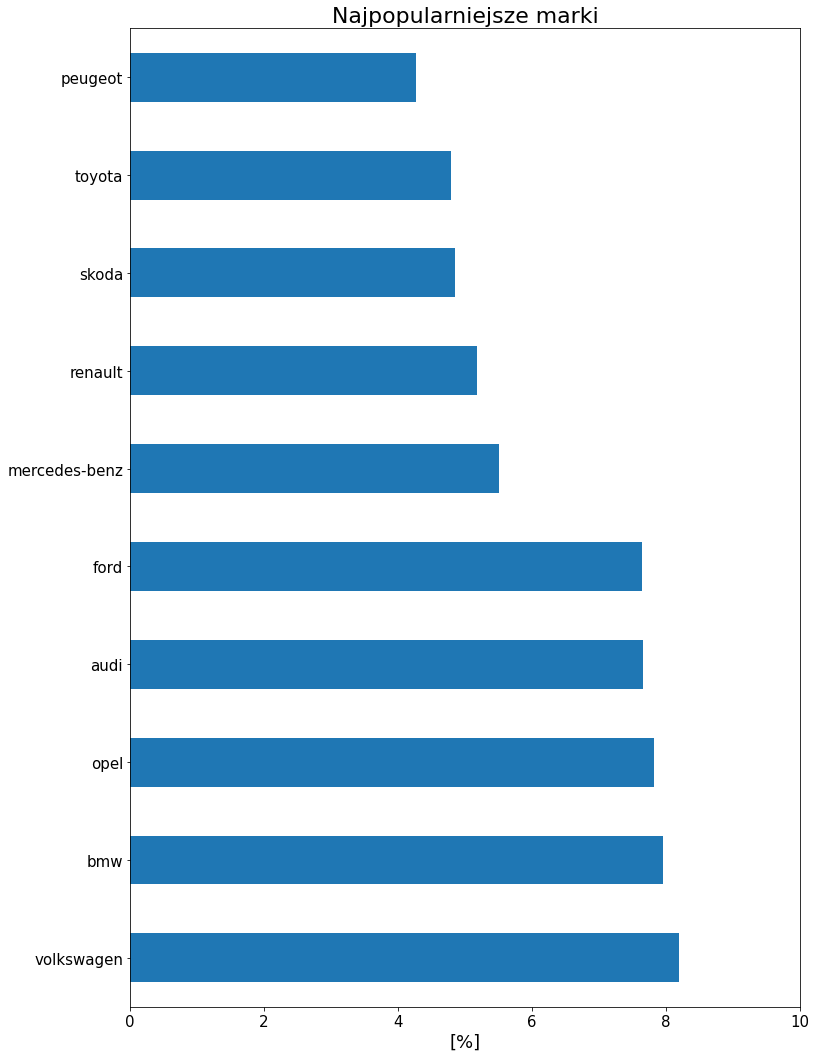 Najpopularniejsze marki
peugeot
toyota
skoda
renault
mercedes-benz
ford
audi
opel
bmw
volkswagen
0 2 4 6 8 10
[%]